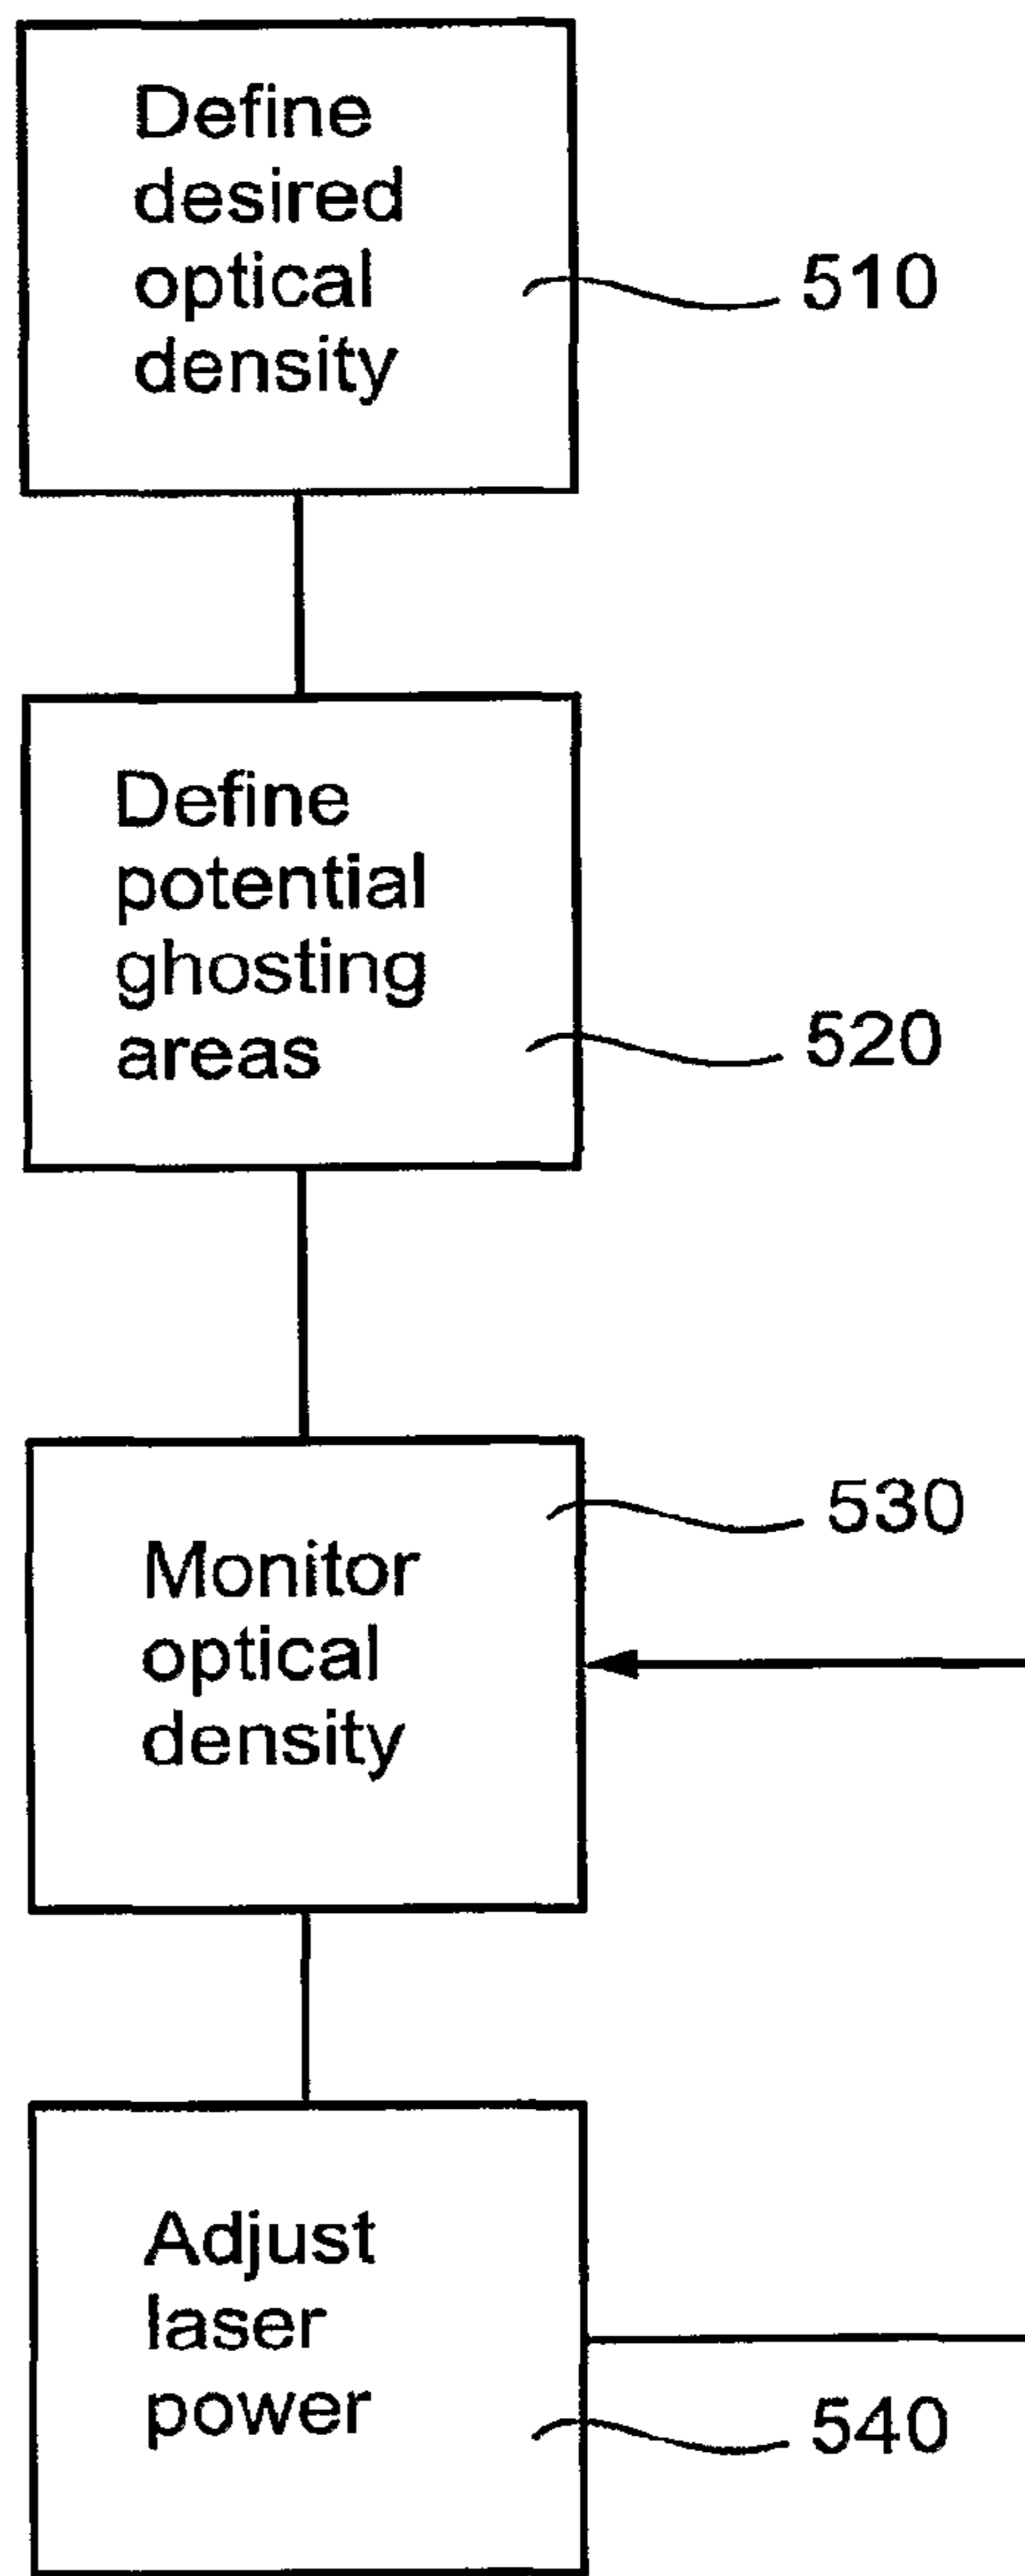 Define
desired
optical
density
510
Define
potential
ghosting
areas
520
530
Monitor
optical
density
Adjust
laser
power
540